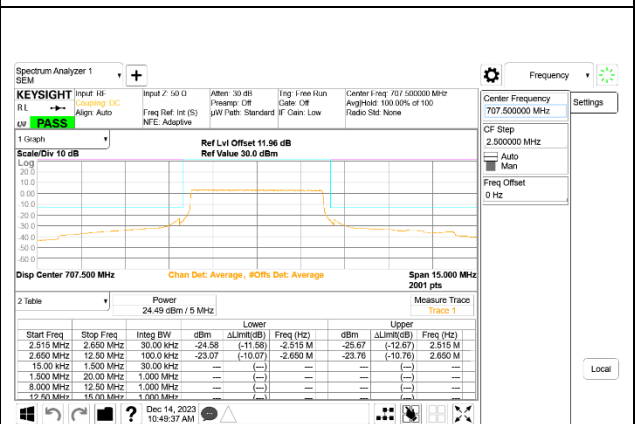 Spectrum Analyzer 1
SEM
Frequency
KEYSIGHT
Input: RF
Input Z: 50 Ω
Atten: 30 dB
Trig: Free Run
Center Freq: 707.500000 MHz
RL
Coupling: DC
Preamp: Off
Gate: Off
Avg|Hold: 100.00% of 100
Align: Auto
Freq Ref: Int (S)
µW Path: Standard
IF Gain: Low
Radio Std: None
PASS
NFE: Adaptive
Center Frequency
707.500000 MHz
Settings
CF Step
2.500000 MHz
Auto
Man
Freq Offset
0 Hz
1 Graph
Ref Lvl Offset 11.96 dB
Scale/Div 10 dB
Ref Value 30.0 dBm
Log
20.0
10.0
0.00
-10.0
-20.0
-30.0
-40.0
-50.0
-60.0
Disp Center 707.500 MHz
Chan Det: Average, #Offs Det: Average
Span 15.000 MHz
2001 pts
2 Table
Power
24.49 dBm / 5 MHz
Measure Trace
Trace 1
Lower Upper
Start Freq Stop Freq Integ BW dBm ΔLimit(dB) Freq (Hz) dBm ΔLimit(dB) Freq (Hz)
2.515 MHz 2.650 MHz 30.00 kHz -24.58 (-11.58) -2.515 M -25.67 (-12.67) 2.515 M
2.650 MHz 12.50 MHz 100.0 kHz -23.07 (-10.07) -2.650 M -23.76 (-10.76) 2.650 M
15.00 kHz 1.500 MHz 30.00 kHz --- (---) --- --- (---) ---
1.500 MHz 20.00 MHz 1.000 MHz --- (---) --- --- (---) ---
8.000 MHz 12.50 MHz 1.000 MHz --- (---) --- --- (---) ---
12.50 MHz 15.00 MHz 1.000 MHz --- (---) --- --- (---) ---
Local
?
Dec 14, 2023
10:49:37 AM